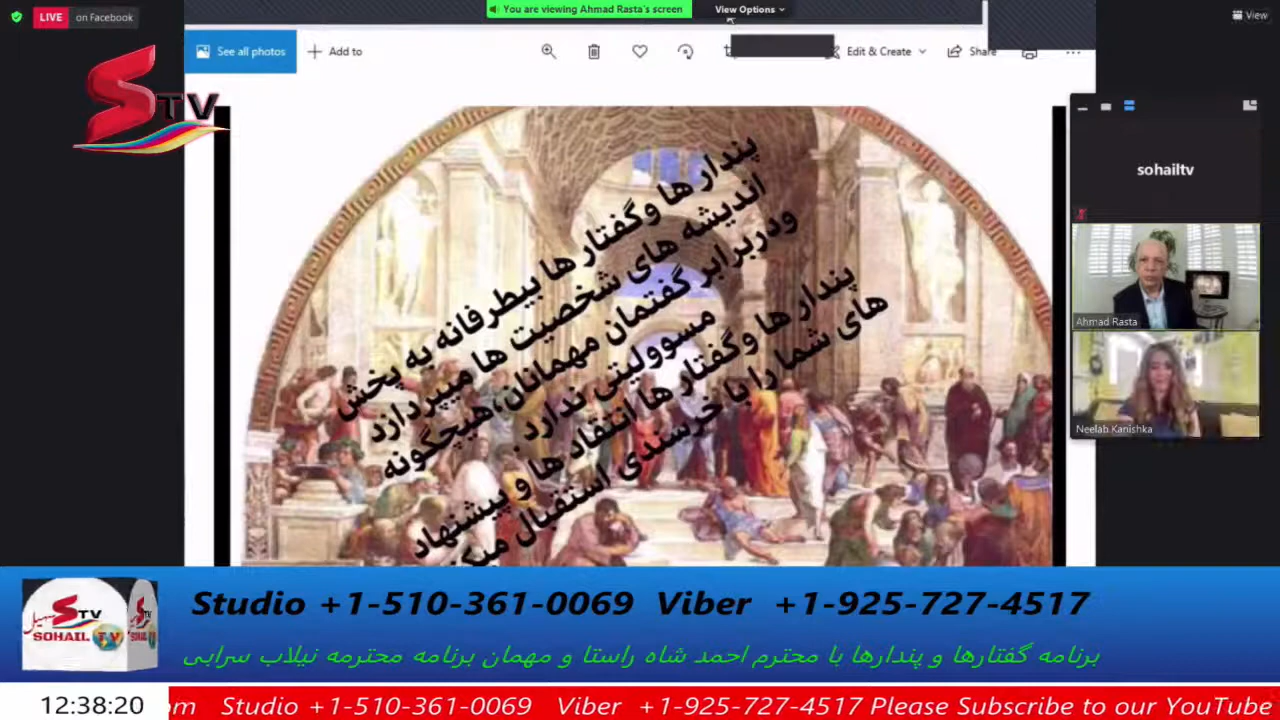 LIVE on Facebook
You are viewing Ahmad Rasta's screen
View Options
View
See all photos
Add to
Edit & Create
Share
STV
پندار ها وگفتار ها بیطرفانه به پخش
اندیشه های شخصیت ها میپردازد
ودربرابر گفتمان مهمانان،هیچگونه
مسوولیتی ندارد
پندار ها وگفتار ها انتقاد ها و پیشنهاد
های شما را با خرسندی استقبال
sohailtv
Ahmad Rasta
Neelab Kanishka
STV
SOHAIL TV
Studio +1-510-361-0069 Viber +1-925-727-4517
برنامه گفتارها و پندارها با محترم احمد شاه راستا و مهمان برنامه محترمه نیلاب سرابی
12:38:20
Studio +1-510-361-0069 Viber +1-925-727-4517 Please Subscribe to our YouTube